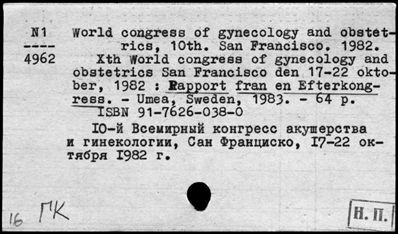 N1 World congress of gynecology and obstet-
---- rics, 10th. San Francisco. 1982.
4962 Xth World congress of gynecology and
obstetrics San Francisco den 17-22 okto-
ber, 1982 : Rapport fran en Efterkong-
ress. - Umea, Sweden, 1983. - 64 p.
ISBN 91-7626-038-0
10-й Всемирный конгресс акушерства
и гинекологии, Сан Франциско, 17-22 ок-
тября 1982 г.
16 ГК
Н. П.